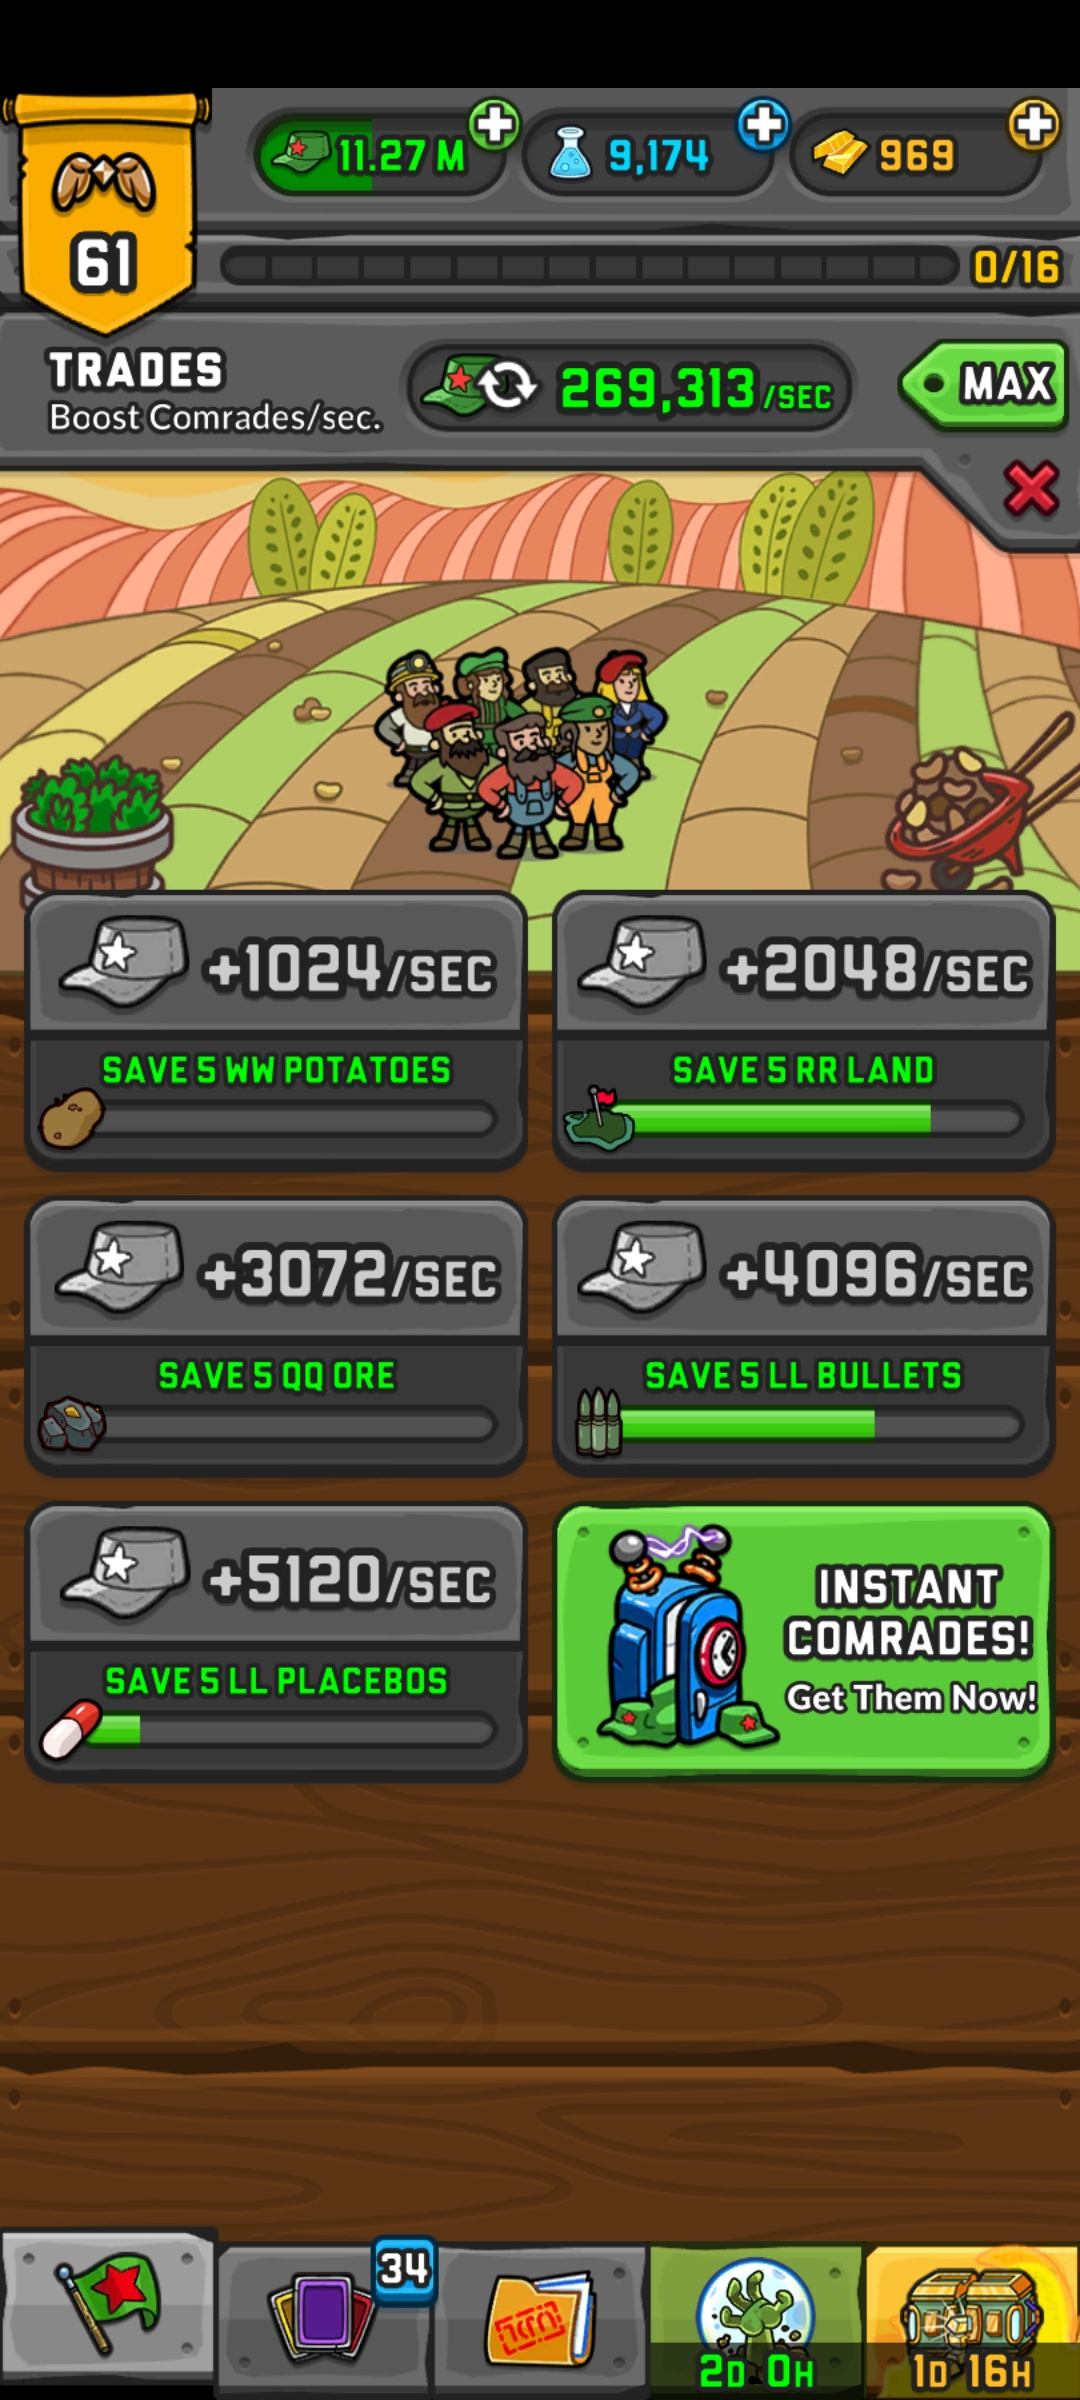 11.27 M
9,174
969
61
0/16
TRADES
Boost Comrades/sec.
269,313/SEC
MAX
+1024/SEC
+2048/SEC
SAVE 5 WW POTATOES
SAVE 5 RR LAND
+3072/SEC
+4096/SEC
SAVE 5 QQ ORE
SAVE 5 LL BULLETS
+5120/SEC
SAVE 5 LL PLACEBOS
INSTANT
COMRADES!
Get Them Now!
34
2D 0H
1D 16H